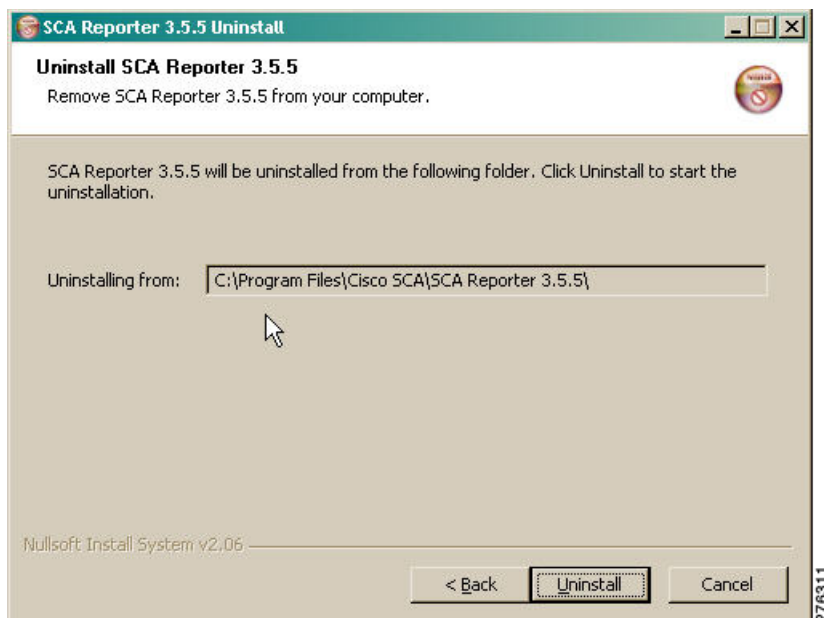 SCA Reporter 3.5.5 Uninstall
Uninstall SCA Reporter 3.5.5
Remove SCA Reporter 3.5.5 from your computer.
SCA Reporter 3.5.5 will be uninstalled from the following folder. Click Uninstall to start the
uninstallation.
Uninstalling from: C:\Program Files\Cisco SCA\SCA Reporter 3.5.5\
Nullsoft Install System v2.06
< Back Uninstall Cancel
276311